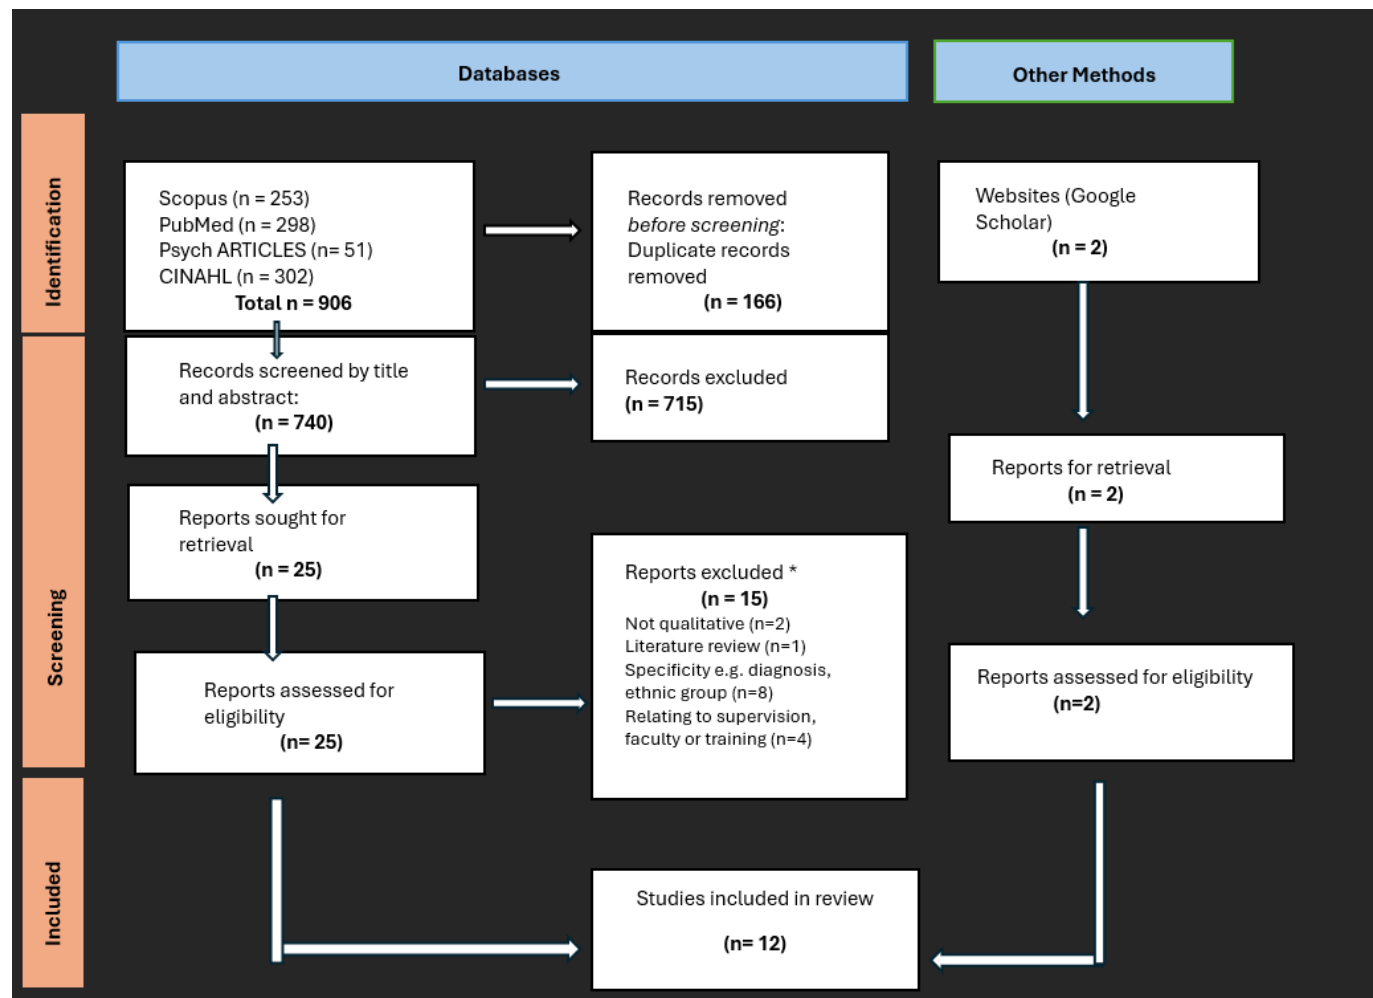 Databases
Other Methods
Identification
Scopus (n = 253)
PubMed (n = 298)
Psych ARTICLES (n= 51)
CINAHL (n = 302)
Total n = 906
Records removed
before screening:
Duplicate records
removed
(n = 166)
Websites (Google
Scholar)
(n = 2)
Screening
Records screened by title
and abstract:
(n = 740)
Records excluded
(n = 715)
Reports for retrieval
(n = 2)
Reports sought for
retrieval
(n = 25)
Reports excluded *
(n = 15)
Not qualitative (n=2)
Literature review (n=1)
Specificity e.g. diagnosis,
ethnic group (n=8)
Relating to supervision,
faculty or training (n=4)
Reports assessed for
eligibility
(n= 25)
Reports assessed for eligibility
(n=2)
Included
Studies included in review
(n= 12)